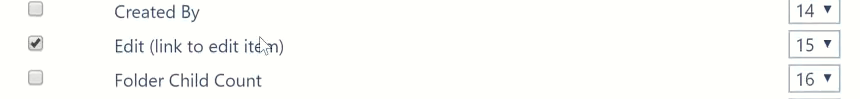 Created By 14
Edit (link to edit item) 15
Folder Child Count 16